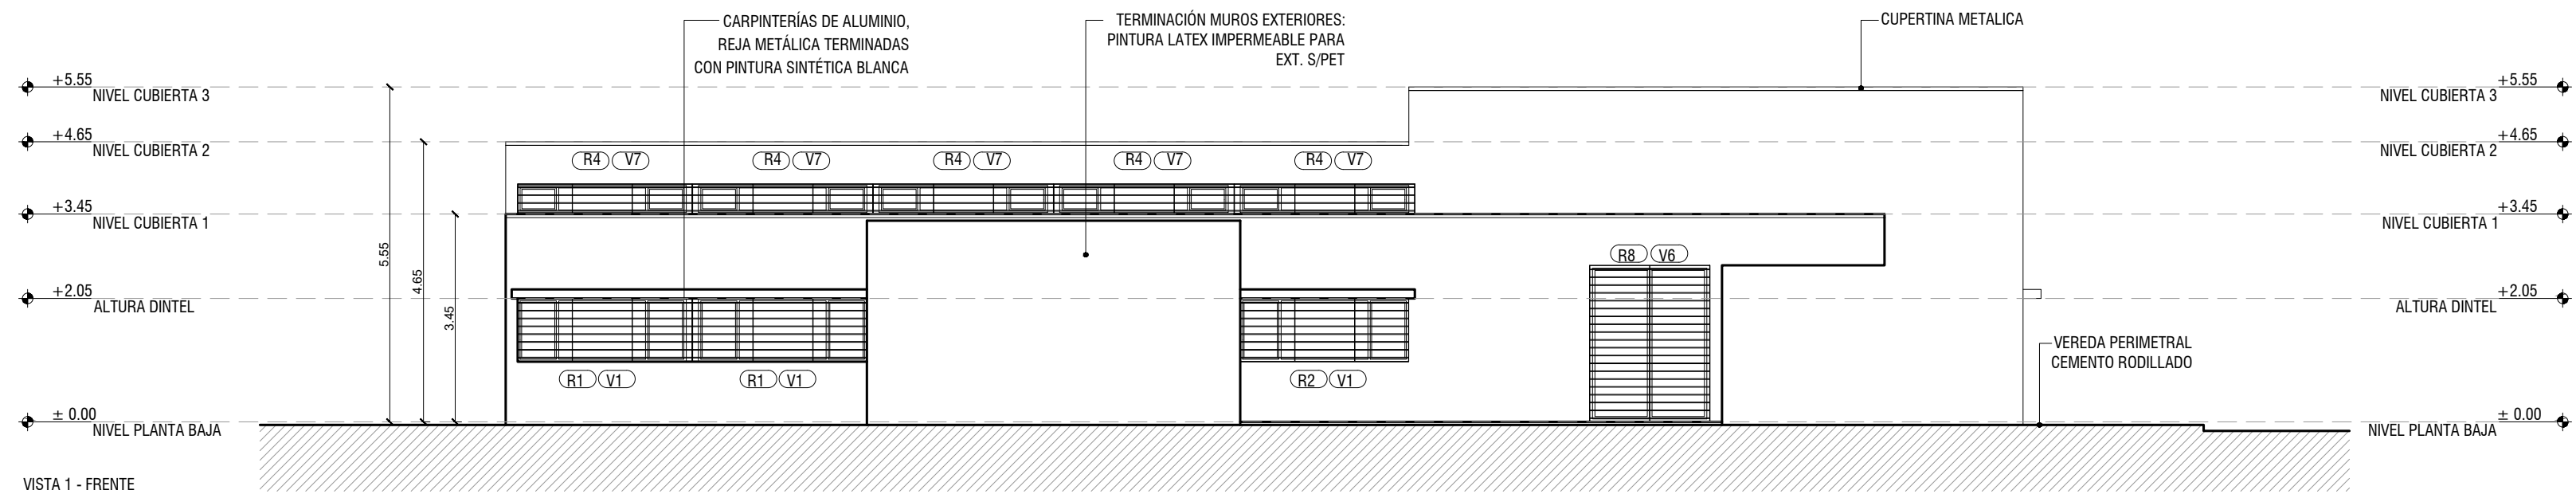 CARPINTERÍAS DE ALUMINIO,
REJA METÁLICA TERMINADAS
CON PINTURA SINTÉTICA BLANCA
TERMINACIÓN MUROS EXTERIORES:
PINTURA LATEX IMPERMEABLE PARA
EXT. S/PET
CUPERTINA METALICA
+5.55
NIVEL CUBIERTA 3
+4.65
NIVEL CUBIERTA 2
+3.45
NIVEL CUBIERTA 1
+2.05
ALTURA DINTEL
± 0.00
NIVEL PLANTA BAJA
5.55
4.65
3.45
R4 V7
R4 V7
R4 V7
R4 V7
R4 V7
R8 V6
R1 V1
R1 V1
R2 V1
+5.55
NIVEL CUBIERTA 3
+4.65
NIVEL CUBIERTA 2
+3.45
NIVEL CUBIERTA 1
+2.05
ALTURA DINTEL
VEREDA PERIMETRAL
CEMENTO RODILLADO
± 0.00
NIVEL PLANTA BAJA
VISTA 1 - FRENTE